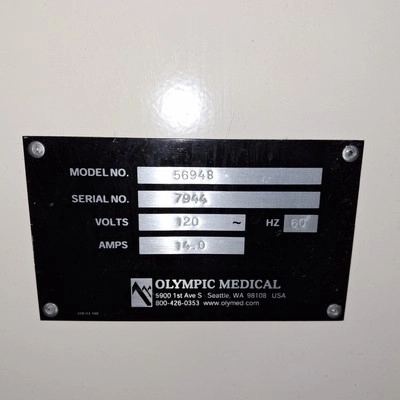 MODEL NO. 56948
SERIAL NO. 7944
VOLTS 120 ~ HZ 60
AMPS 14.0
OLYMPIC MEDICAL
5900 1st Ave S Seattle, WA 98108 USA
800-426-0353 www.olymed.com